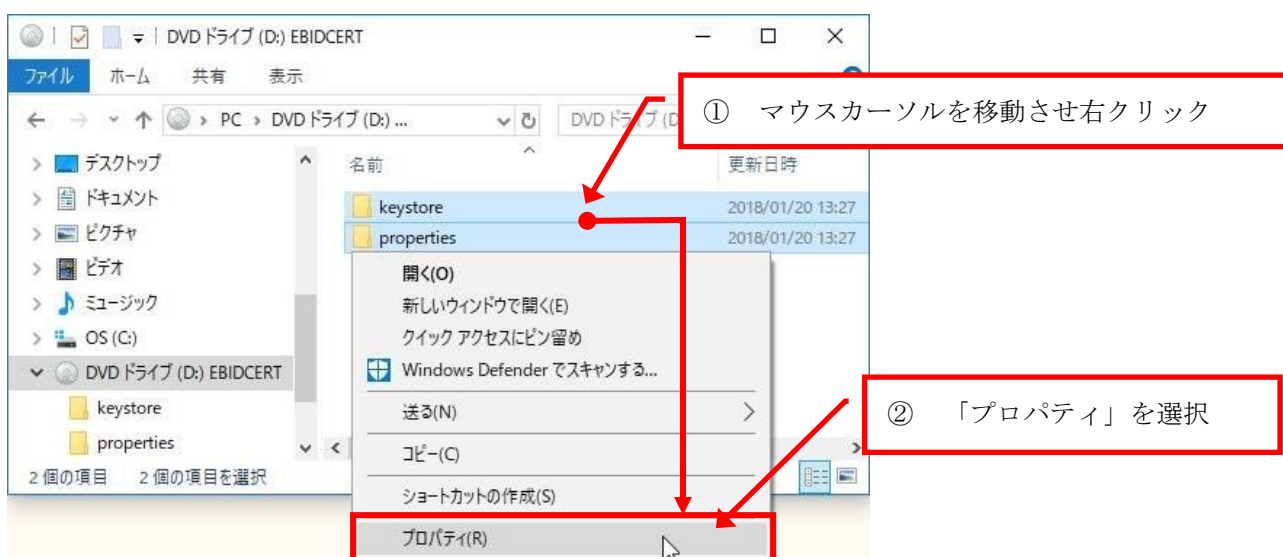 DVD ドライブ (D:) EBIDCERT
ファイル ホーム 共有 表示
① マウスカーソルを移動させ右クリック
PC › DVD ドライブ (D:) ...
DVD ドライブ (D
デスクトップ
ドキュメント
ピクチャ
ビデオ
ミュージック
OS (C:)
DVD ドライブ (D:) EBIDCERT
keystore
properties
名前 更新日時
keystore 2018/01/20 13:27
properties 2018/01/20 13:27
開く(O)
新しいウィンドウで開く(E)
クイック アクセスにピン留め
Windows Defender でスキャンする...
送る(N)
コピー(C)
ショートカットの作成(S)
プロパティ(R)
② 「プロパティ」を選択
2 個の項目 2 個の項目を選択